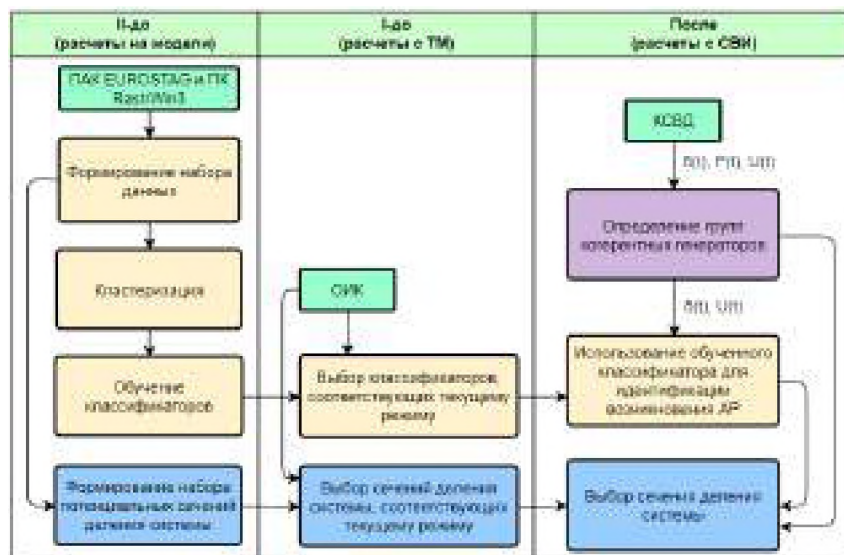 II-до
(расчеты на модели)
I-до
(расчеты с ТМ)
После
(расчеты с СВИ)
ПАК EUROSTAG и ПК
RastrWin3
Формирование набора
данных
Кластеризация
Обучение
классификаторов
Формирование набора
потенциальных сечений
деления системы
ОИК
Выбор классификаторов,
соответствующих текущему
режиму
Выбор сечений деления
системы, соответствующих
текущему режиму
КСВД
δ(t), P(t), U(t)
Определение групп
когерентных генераторов
δ(t), U(t)
Использование обученного
классификатора для
идентификации
возникновения АР
Выбор сечения деления
системы